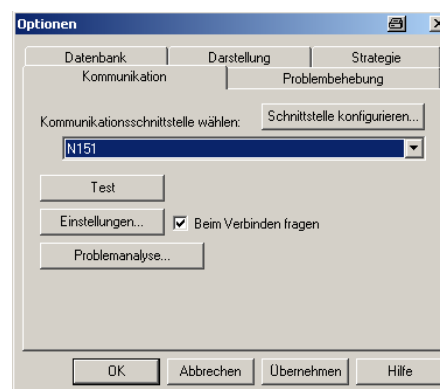 Optionen
Datenbank Darstellung Strategie
Kommunikation Problembehebung
Kommunikationsschnittstelle wählen: Schnittstelle konfigurieren...
N151
Test
Einstellungen... Beim Verbinden fragen
Problemanalyse...
OK Abbrechen Übernehmen Hilfe